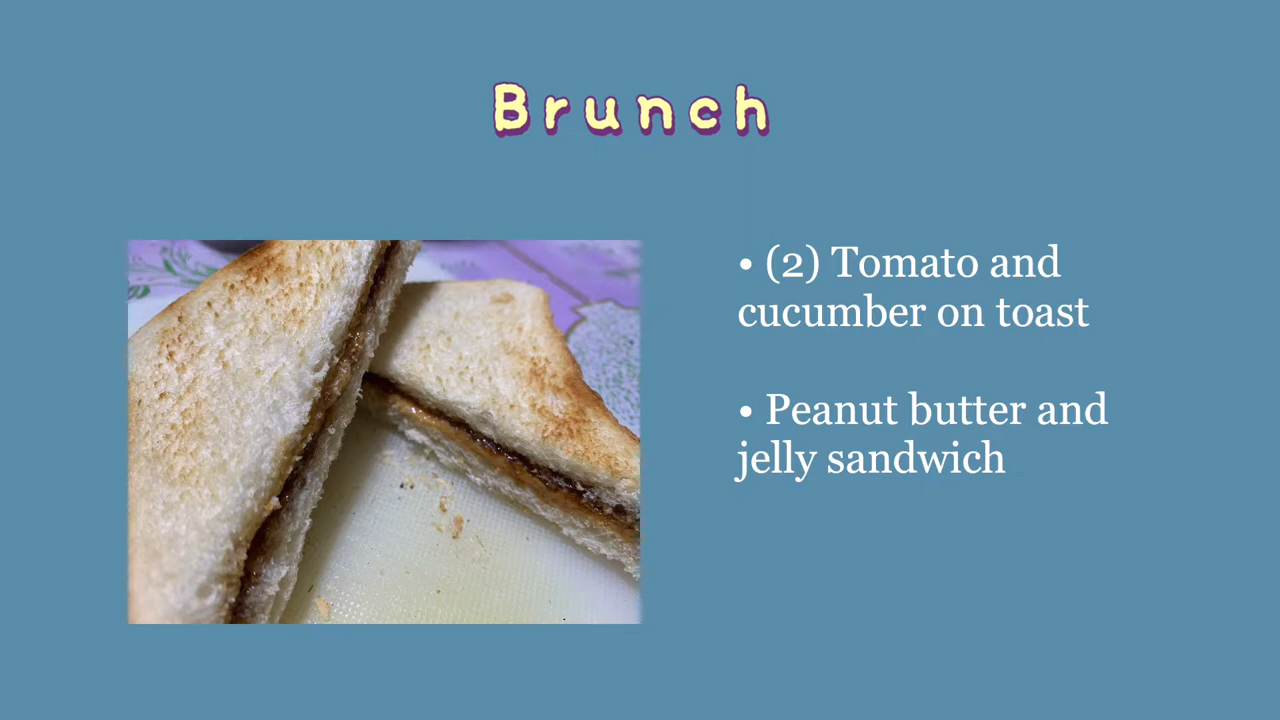 Brunch
• (2) Tomato and
cucumber on toast
• Peanut butter and
jelly sandwich